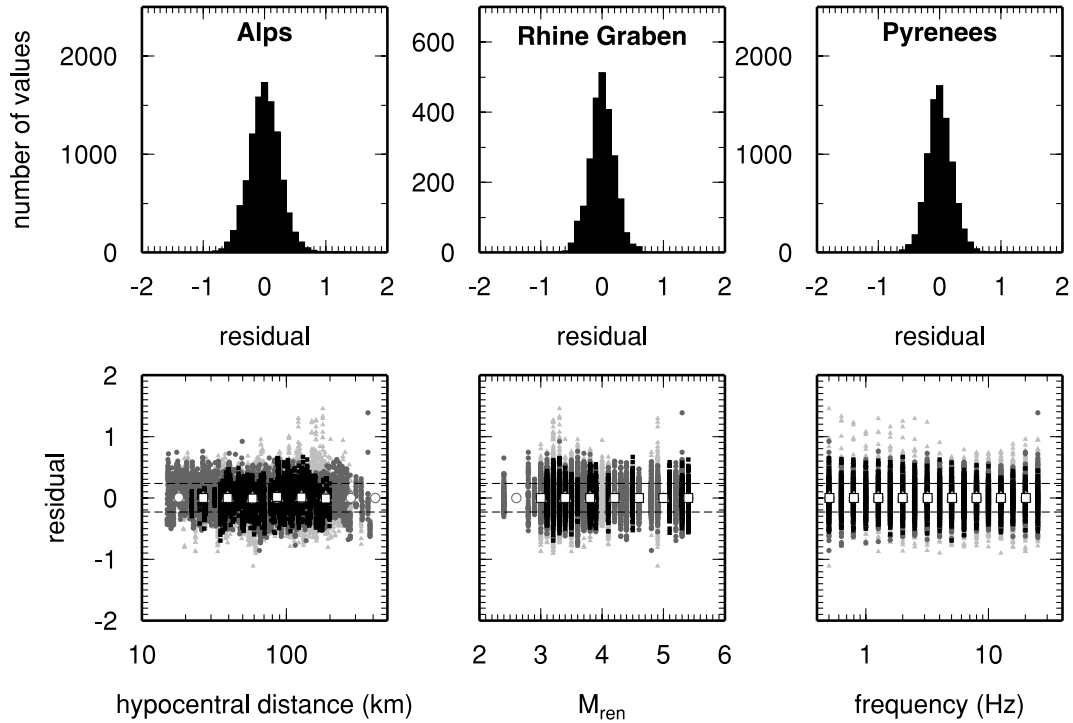 Alps
Rhine Graben
Pyrenees
number of values
2000
1000
0
600
400
200
0
2000
1000
0
-2 -1 0 1 2
-2 -1 0 1 2
-2 -1 0 1 2
residual
residual
residual
residual
2
1
0
-1
-2
10 100
2 3 4 5 6
1 10
hypocentral distance (km)
M_ren
frequency (Hz)